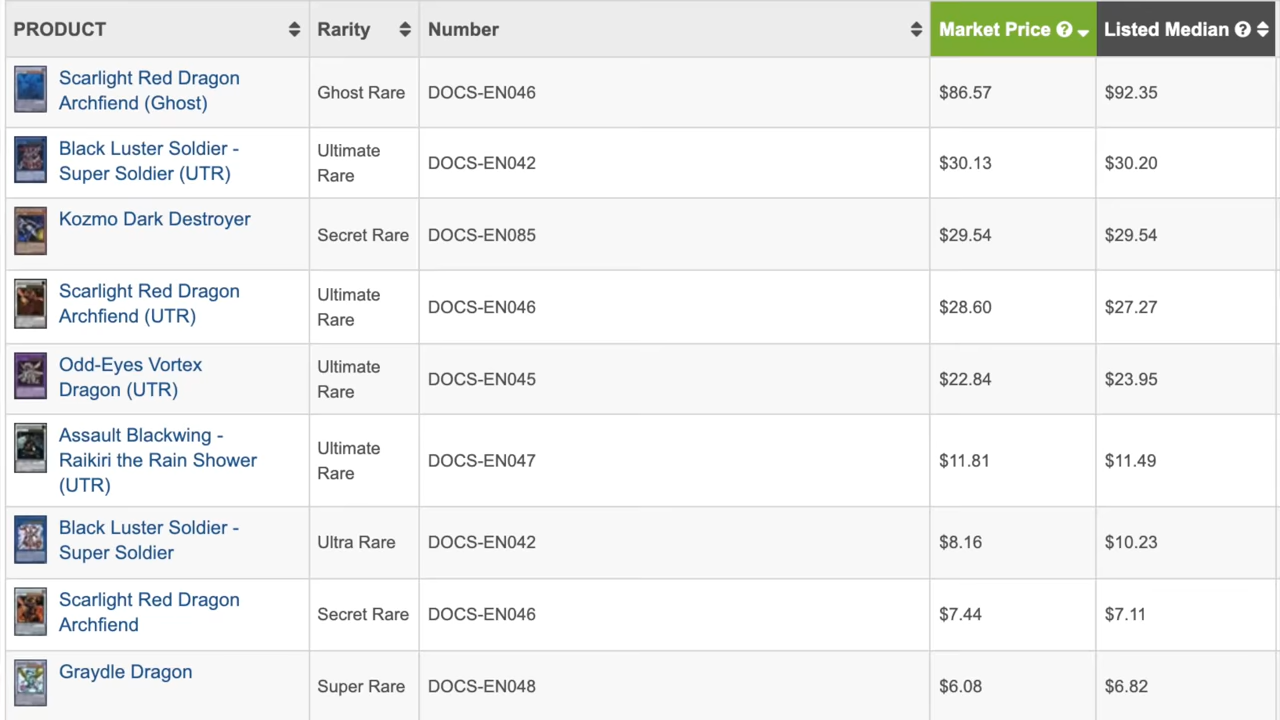 PRODUCT Rarity Number Market Price Listed Median
Scarlight Red Dragon
Archfiend (Ghost)
Ghost Rare DOCS-EN046 $86.57 $92.35
Black Luster Soldier -
Super Soldier (UTR)
Ultimate
Rare
DOCS-EN042 $30.13 $30.20
Kozmo Dark Destroyer
Secret Rare DOCS-EN085 $29.54 $29.54
Scarlight Red Dragon
Archfiend (UTR)
Ultimate
Rare
DOCS-EN046 $28.60 $27.27
Odd-Eyes Vortex
Dragon (UTR)
Ultimate
Rare
DOCS-EN045 $22.84 $23.95
Assault Blackwing -
Raikiri the Rain Shower
(UTR)
Ultimate
Rare
DOCS-EN047 $11.81 $11.49
Black Luster Soldier -
Super Soldier
Ultra Rare DOCS-EN042 $8.16 $10.23
Scarlight Red Dragon
Archfiend
Secret Rare DOCS-EN046 $7.44 $7.11
Graydle Dragon
Super Rare DOCS-EN048 $6.08 $6.82